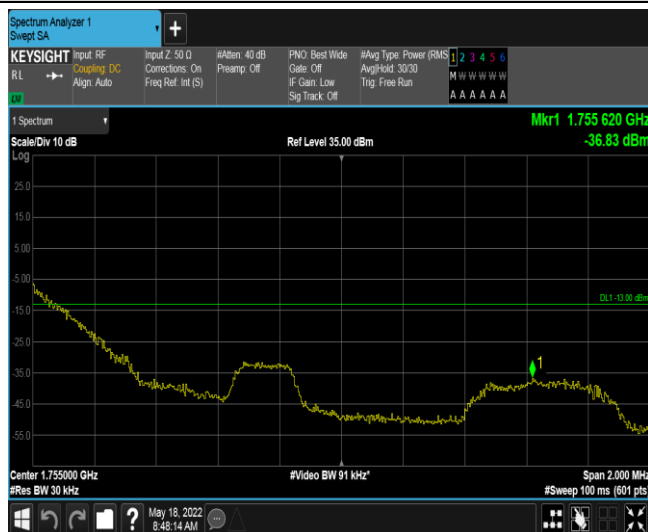 Spectrum Analyzer 1
Swept SA
+
KEYSIGHT
RL
Input: RF
Coupling: DC
Align: Auto
Input Z: 50 Ω
Corrections: On
Freq Ref: Int (S)
#Atten: 40 dB
Preamp: Off
PNO: Best Wide
Gate: Off
IF Gain: Low
Sig Track: Off
#Avg Type: Power (RMS
Avg|Hold: 30/30
Trig: Free Run
1 2 3 4 5 6
M W W W W W
A A A A A A
1 Spectrum
Scale/Div 10 dB
Ref Level 35.00 dBm
Mkr1 1.755 620 GHz
-36.83 dBm
Log
25.0
15.0
5.00
-5.00
DL1 -13.00 dBm
-15.0
-25.0
-35.0
1
-45.0
-55.0
Center 1.755000 GHz
#Video BW 91 kHz*
Span 2.000 MHz
#Res BW 30 kHz
#Sweep 100 ms (601 pts)
?
May 18, 2022
8:48:14 AM